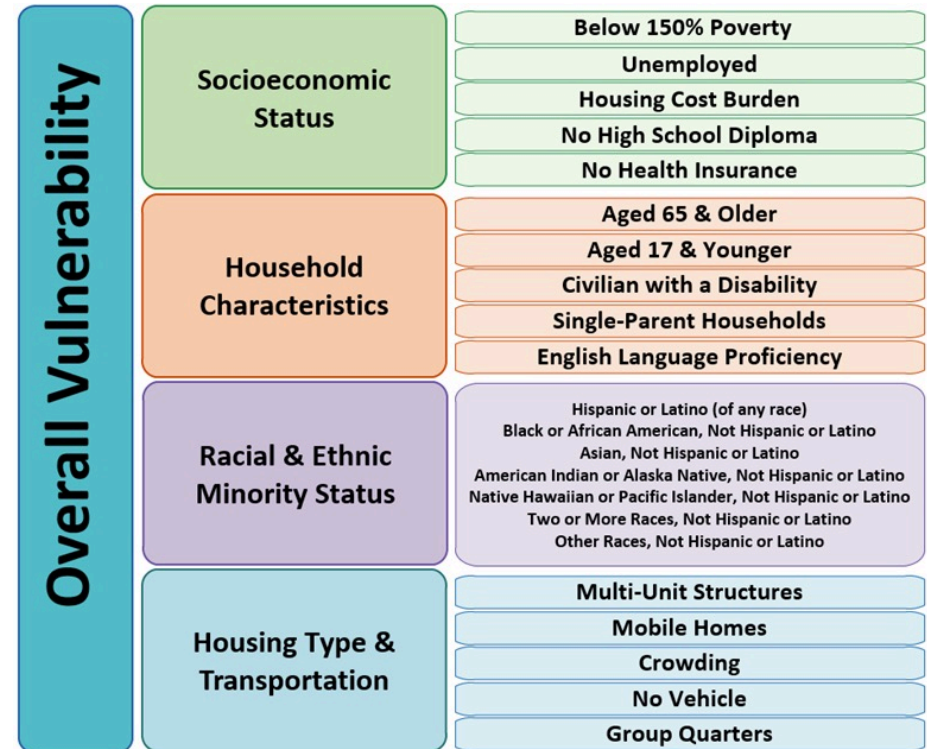 Overall Vulnerability
Socioeconomic
Status
Below 150% Poverty
Unemployed
Housing Cost Burden
No High School Diploma
No Health Insurance
Household
Characteristics
Aged 65 & Older
Aged 17 & Younger
Civilian with a Disability
Single-Parent Households
English Language Proficiency
Racial & Ethnic
Minority Status
Hispanic or Latino (of any race)
Black or African American, Not Hispanic or Latino
Asian, Not Hispanic or Latino
American Indian or Alaska Native, Not Hispanic or Latino
Native Hawaiian or Pacific Islander, Not Hispanic or Latino
Two or More Races, Not Hispanic or Latino
Other Races, Not Hispanic or Latino
Housing Type &
Transportation
Multi-Unit Structures
Mobile Homes
Crowding
No Vehicle
Group Quarters